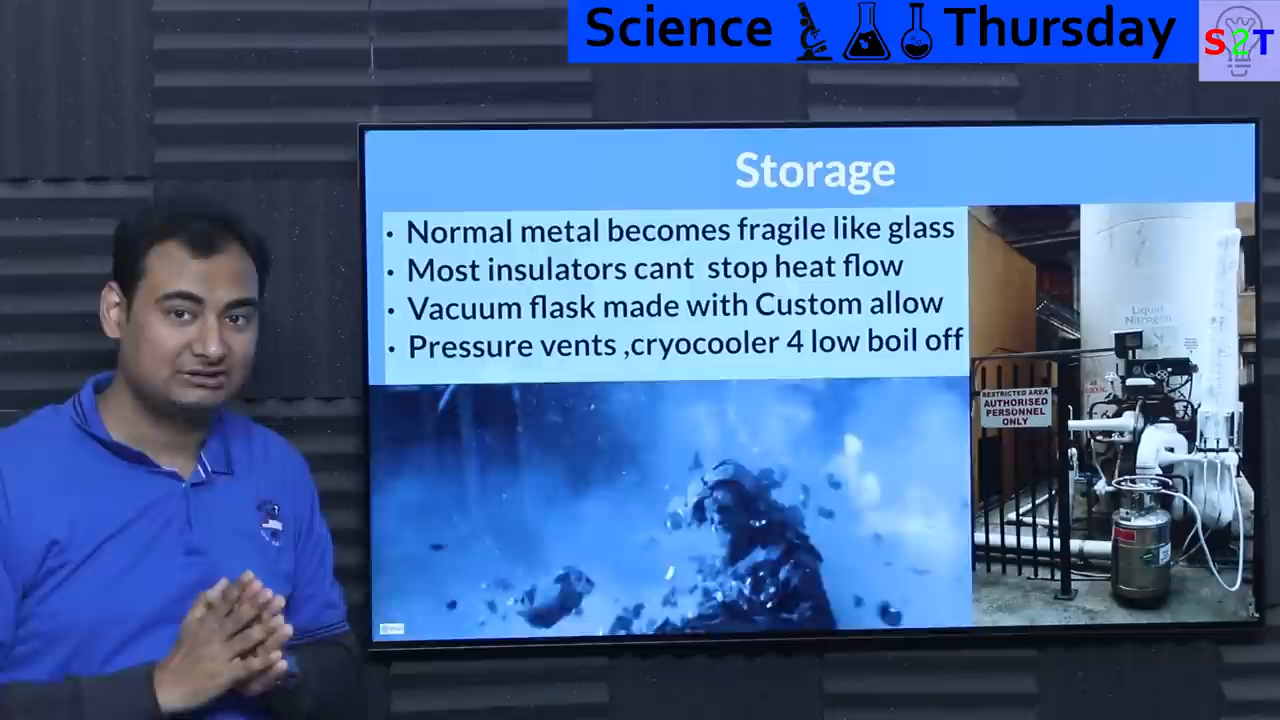 Science Thursday
S2T
Storage
• Normal metal becomes fragile like glass
• Most insulators cant stop heat flow
• Vacuum flask made with Custom allow
• Pressure vents ,cryocooler 4 low boil off
Liquid
Nitrogen
RESTRICTED AREA
AUTHORISED
PERSONNEL
ONLY